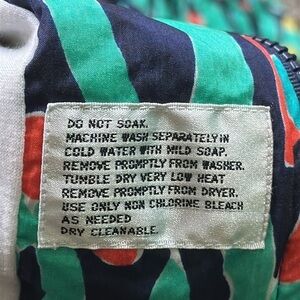 DO NOT SOAK.
MACHINE WASH SEPARATELY IN
COLD WATER WITH MILD SOAP.
REMOVE PROMPTLY FROM WASHER.
TUMBLE DRY VERY LOW HEAT
REMOVE PROMPTLY FROM DRYER.
USE ONLY NON CHLORINE BLEACH
AS NEEDED
DRY CLEANABLE.